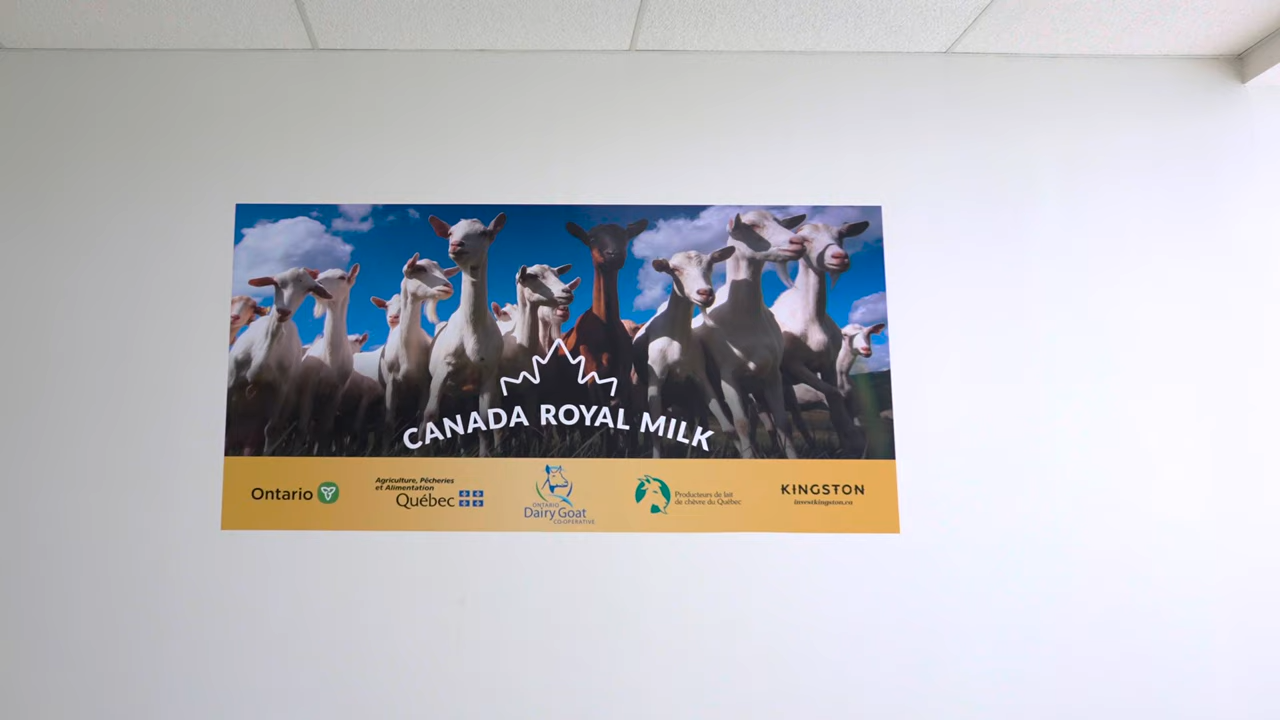 CANADA ROYAL MILK
Ontario
Agriculture, Pêcheries
et Alimentation
Québec
ONTARIO
Dairy Goat
CO-OPERATIVE
Producteurs de lait
de chèvre du Québec
KINGSTON
investkingston.ca